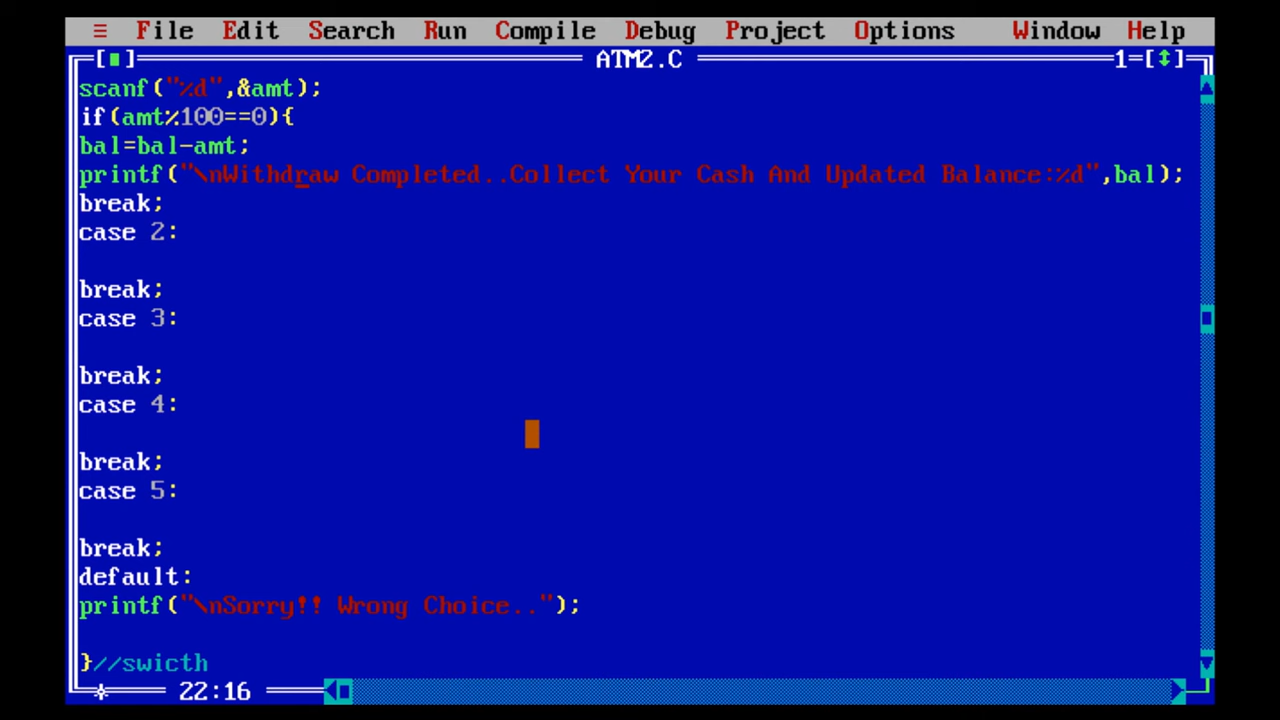 ≡ File Edit Search Run Compile Debug Project Options Window Help
[■] ATM2.C 1=[↕]
scanf("%d",&amt);
if(amt%100==0){
bal=bal-amt;
printf("\nWithdraw Completed..Collect Your Cash And Updated Balance:%d",bal);
break;
case 2:
break;
case 3:
break;
case 4:
break;
case 5:
break;
default:
printf("\nSorry!! Wrong Choice..");
}//swicth
22:16